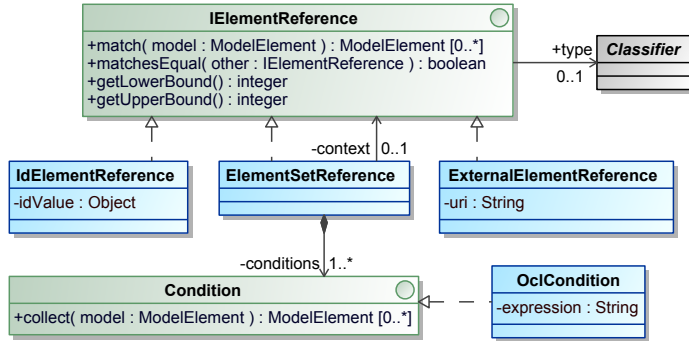 IElementReference
+match( model : ModelElement ) : ModelElement [0..*]
+matchesEqual( other : IElementReference ) : boolean
+getLowerBound() : integer
+getUpperBound() : integer
+type
0..1
Classifier
-context
0..1
IdElementReference
-idValue : Object
ElementSetReference
ExternalElementReference
-uri : String
-conditions
1..*
Condition
+collect( model : ModelElement ) : ModelElement [0..*]
OclCondition
-expression : String